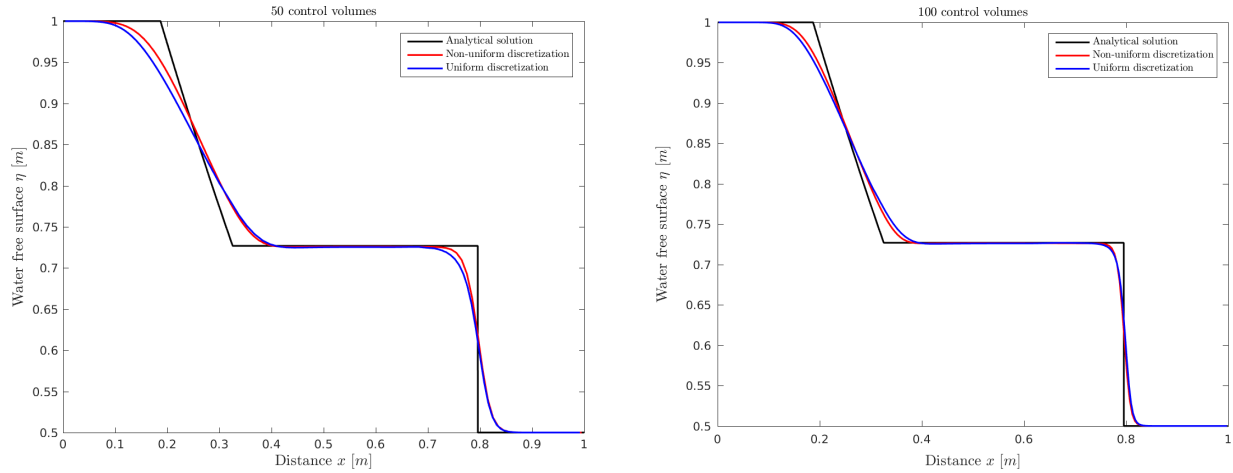 50 control volumes
Analytical solution
Non-uniform discretization
Uniform discretization
Water free surface η [m]
1
0.95
0.9
0.85
0.8
0.75
0.7
0.65
0.6
0.55
0.5
0 0.1 0.2 0.3 0.4 0.5 0.6 0.7 0.8 0.9 1
Distance x [m]
100 control volumes
Analytical solution
Non-uniform discretization
Uniform discretization
Water free surface η [m]
1
0.95
0.9
0.85
0.8
0.75
0.7
0.65
0.6
0.55
0.5
0 0.2 0.4 0.6 0.8 1
Distance x [m]